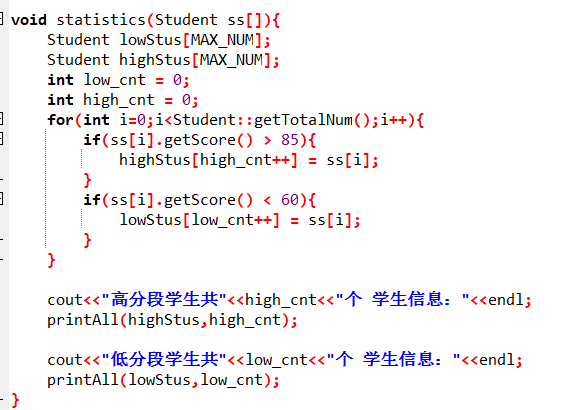 void statistics(Student ss[]){
    Student lowStus[MAX_NUM];
    Student highStus[MAX_NUM];
    int low_cnt = 0;
    int high_cnt = 0;
    for(int i=0;i<Student::getTotalNum();i++){
        if(ss[i].getScore() > 85){
            highStus[high_cnt++] = ss[i];
        }
        if(ss[i].getScore() < 60){
            lowStus[low_cnt++] = ss[i];
        }
    }

    cout<<"高分段学生共"<<high_cnt<<"个 学生信息："<<endl;
    printAll(highStus,high_cnt);

    cout<<"低分段学生共"<<low_cnt<<"个 学生信息："<<endl;
    printAll(lowStus,low_cnt);
}